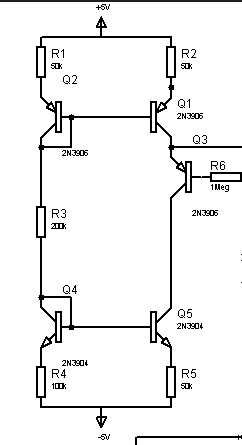 +5V
R1
50k
R2
50k
Q2
Q1
2N3906
2N3906
Q3
R6
1Meg
2N3906
R3
200k
Q4
Q5
2N3904
2N3904
R4
100k
R5
50k
-5V